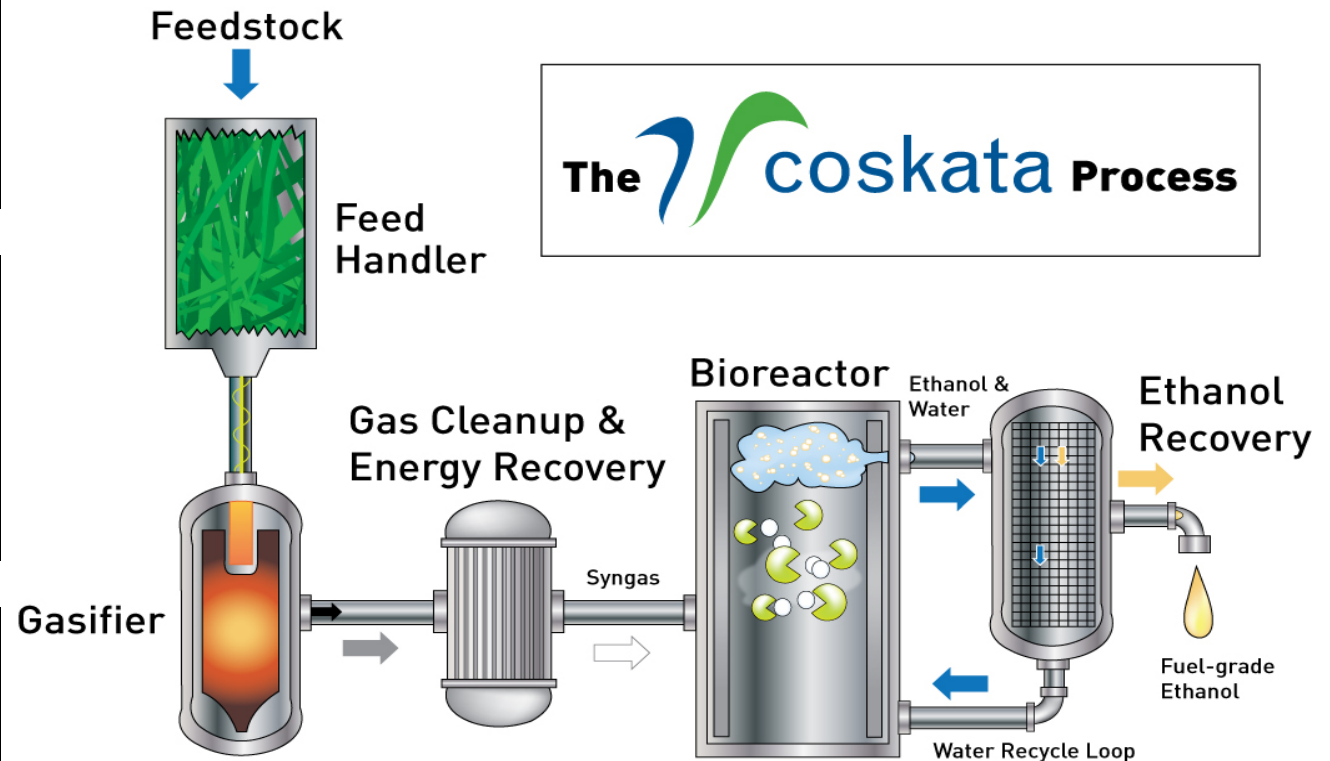 Feedstock
The coskata Process
Feed
Handler
Bioreactor
Ethanol &
Water
Ethanol
Recovery
Gas Cleanup &
Energy Recovery
Syngas
Gasifier
Fuel-grade
Ethanol
Water Recycle Loop